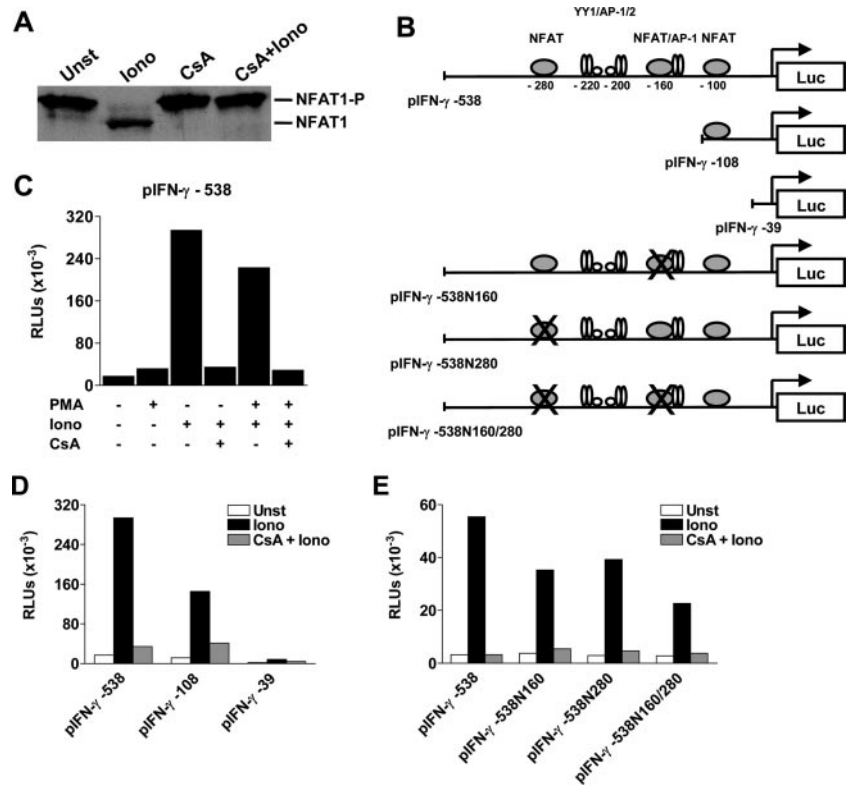 A
Unst Iono CsA CsA+Iono
NFAT1-P
NFAT1
B
YY1/AP-1/2
NFAT NFAT/AP-1 NFAT
- 280 - 220 - 200 - 160 - 100
Luc
pIFN-γ -538
Luc
pIFN-γ -108
Luc
pIFN-γ -39
Luc
pIFN-γ -538N160
Luc
pIFN-γ -538N280
Luc
pIFN-γ -538N160/280
C
pIFN-γ - 538
RLUs (x10⁻³)
320
240
160
80
0
PMA - + - - + +
Iono - - + + + +
CsA - - - + - +
D
RLUs (x10⁻³)
320
240
160
80
0
Unst
Iono
CsA + Iono
pIFN-γ -538
pIFN-γ -108
pIFN-γ -39
E
RLUs (x10⁻³)
60
40
20
0
Unst
Iono
CsA + Iono
pIFN-γ -538
pIFN-γ -538N160
pIFN-γ -538N280
pIFN-γ -538N160/280